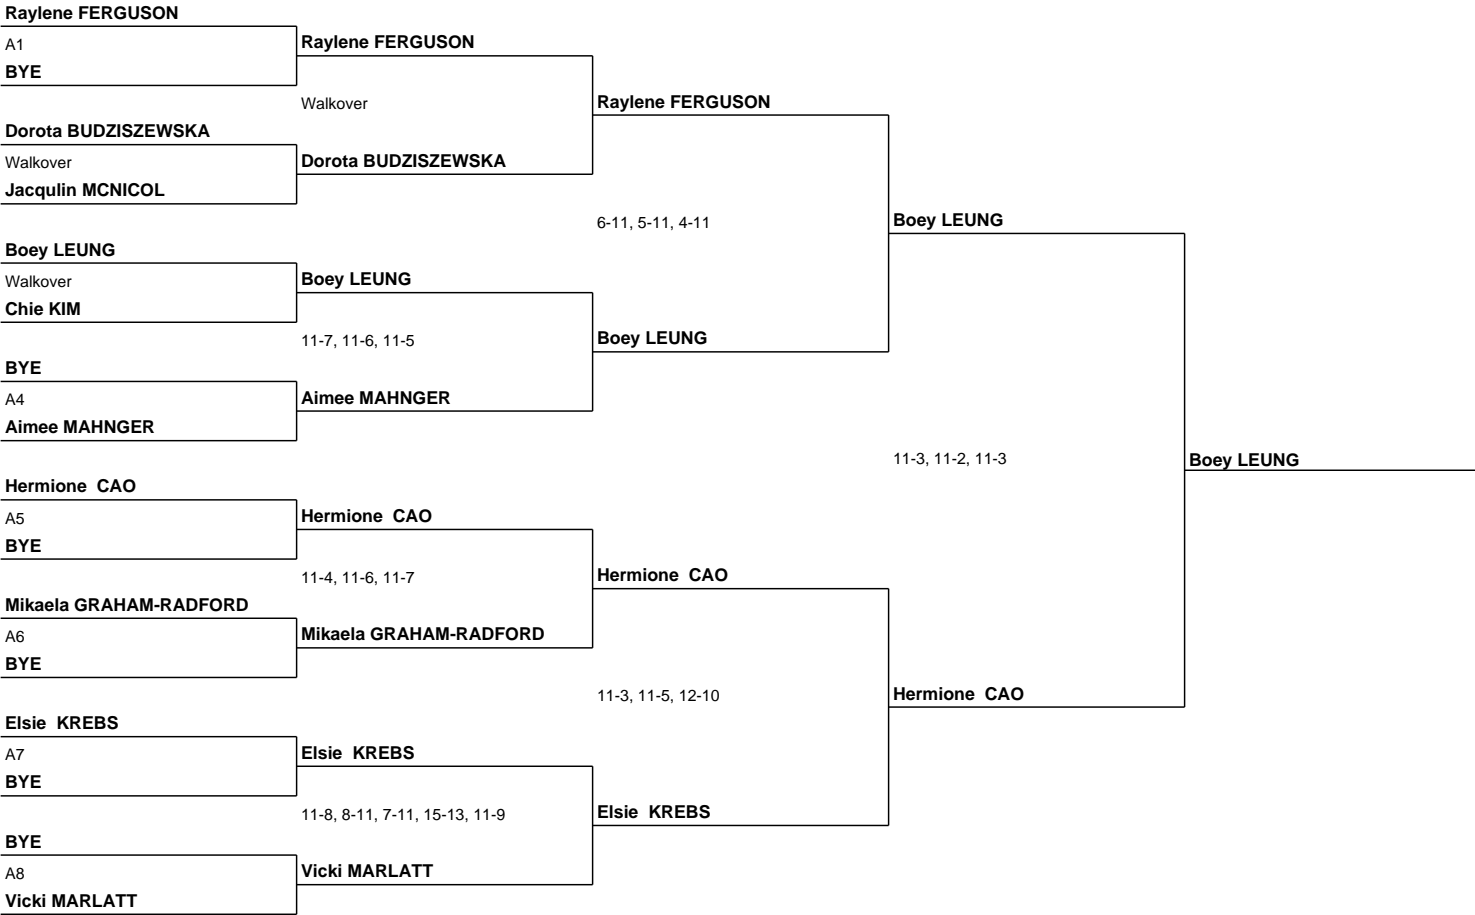 Raylene FERGUSON
A1
BYE
Dorota BUDZISZEWSKA
Walkover
Jacqulin MCNICOL
Boey LEUNG
Walkover
Chie KIM
BYE
A4
Aimee MAHNGER
Hermione  CAO
A5
BYE
Mikaela GRAHAM-RADFORD
A6
BYE
Elsie  KREBS
A7
BYE
BYE
A8
Vicki MARLATT
Raylene FERGUSON
Walkover
Dorota BUDZISZEWSKA
Boey LEUNG
11-7, 11-6, 11-5
Aimee MAHNGER
Hermione  CAO
11-4, 11-6, 11-7
Mikaela GRAHAM-RADFORD
Elsie  KREBS
11-8, 8-11, 7-11, 15-13, 11-9
Vicki MARLATT
Raylene FERGUSON
6-11, 5-11, 4-11
Boey LEUNG
Hermione  CAO
11-3, 11-5, 12-10
Elsie  KREBS
Boey LEUNG
11-3, 11-2, 11-3
Hermione  CAO
Boey LEUNG